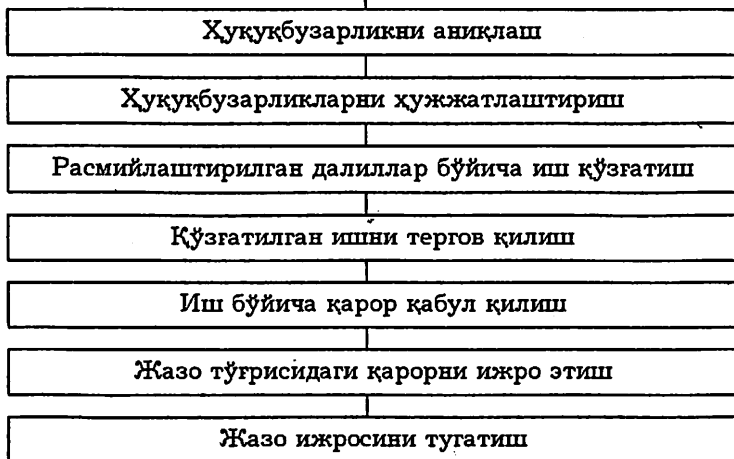 Ҳуқуқбузарликни аниқлаш
Ҳуқуқбузарликларни ҳужжатлаштириш
Расмийлаштирилган далиллар бўйича иш қўзғатиш
Қўзғатилган ишни тергов қилиш
Иш бўйича қарор қабул қилиш
Жазо тўғрисидаги қарорни ижро этиш
Жазо ижросини тугатиш